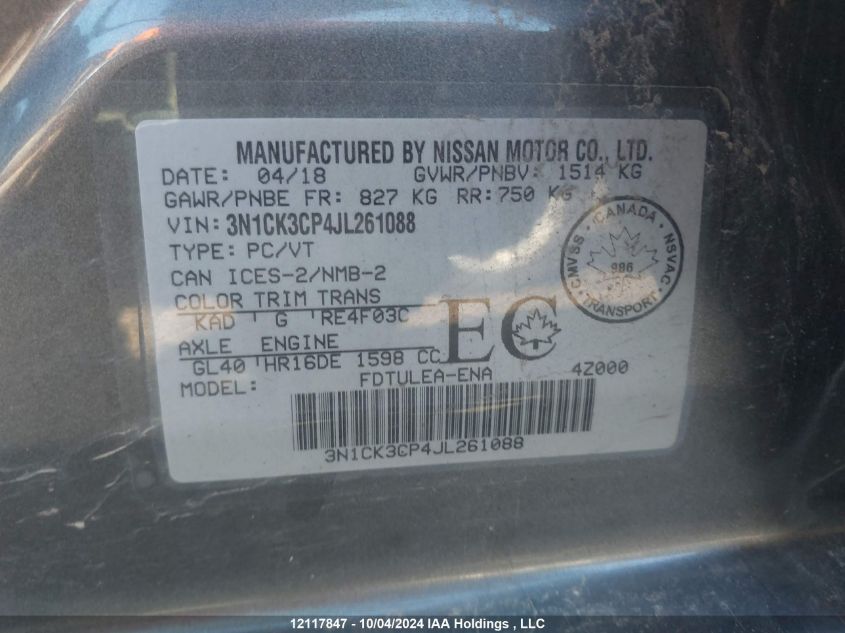 MANUFACTURED BY NISSAN MOTOR CO., LTD.
DATE: 04/18 GVWR/PNBV: 1514 KG
GAWR/PNBE FR: 827 KG RR: 750 KG
VIN: 3N1CK3CP4JL261088
TYPE: PC/VT
CAN ICES-2/NMB-2
COLOR TRIM TRANS
KAD G RE4F03C
AXLE ENGINE
GL40 HR16DE 1598 CC
MODEL: FDTULEA-ENA 4Z000
EC
CANADA
CMVSS NSVAC
986
TRANSPORT
3N1CK3CP4JL261088
12117847 - 10/04/2024 IAA Holdings , LLC